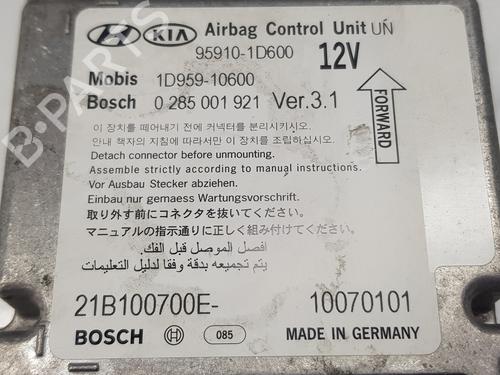 HYUNDAI KIA Airbag Control Unit UN
95910-1D600 12V
Mobis 1D959-10600
Bosch 0 285 001 921 Ver.3.1
FORWARD
이 장치를 떼어내기 전에 커넥터를 분리시키시오.
안내 책자의 지침에 따라서만 이 장치를 조립하십시오.
Detach connector before unmounting.
Assemble strictly according to manual instructions.
Vor Ausbau Stecker abziehen.
Einbau nur gemaess Wartungsvorschrift.
取り外す前にコネクタを抜いてください。
マニュアルの指示通りに正しく組み付けてください。
افصل الموصل قبل الفك.
يتم تجميعه بدقة وفقا لدليل التعليمات
21B100700E- 10070101
BOSCH 085 MADE IN GERMANY
B-PARTS